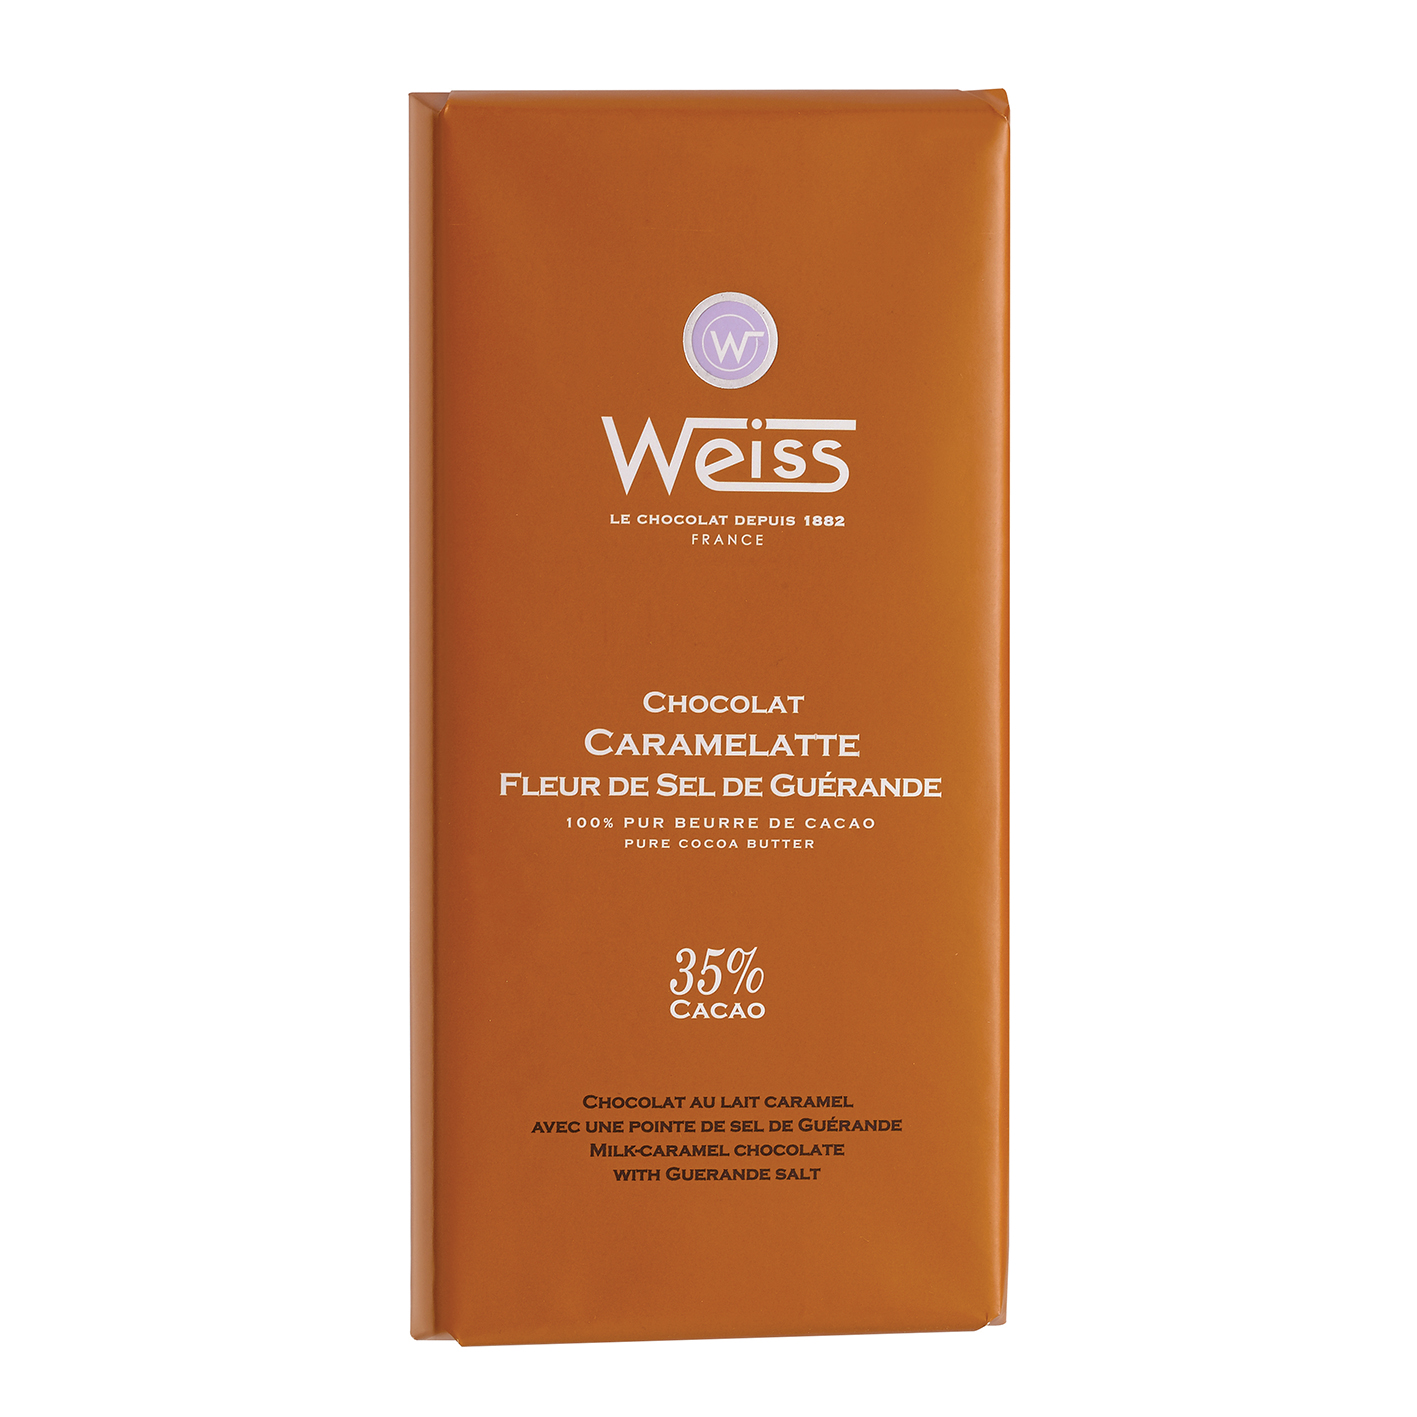 W
Weiss
LE CHOCOLAT DEPUIS 1882
FRANCE
CHOCOLAT
CARAMELATTE
FLEUR DE SEL DE GUÉRANDE
100% PUR BEURRE DE CACAO
PURE COCOA BUTTER
35%
CACAO
CHOCOLAT AU LAIT CARAMEL
AVEC UNE POINTE DE SEL DE GUÉRANDE
MILK-CARAMEL CHOCOLATE
WITH GUERANDE SALT